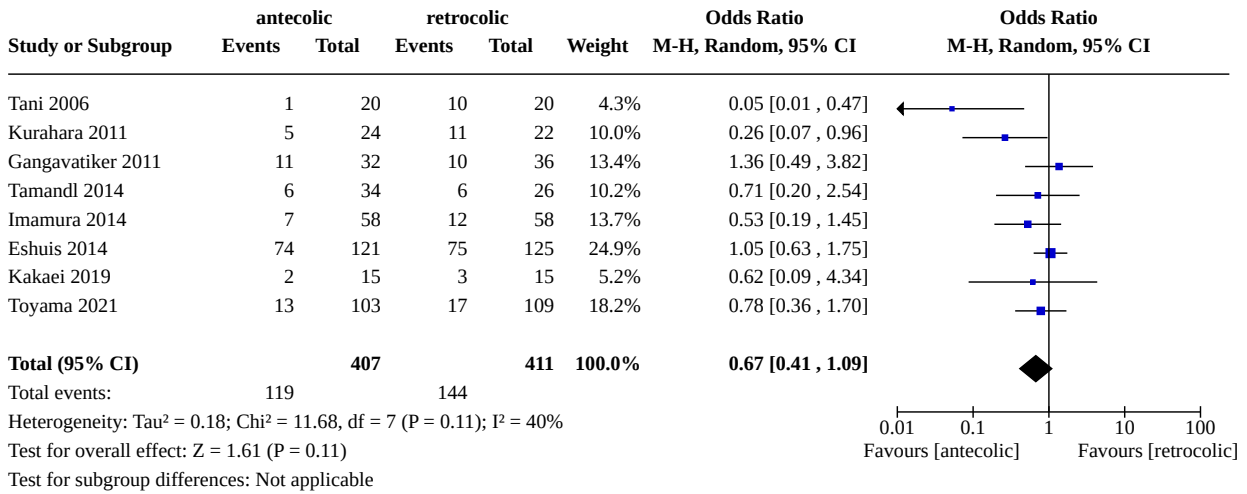 antecolic retrocolic Odds Ratio Odds Ratio
Study or Subgroup Events Total Events Total Weight M-H, Random, 95% CI M-H, Random, 95% CI
Tani 2006 1 20 10 20 4.3% 0.05 [0.01 , 0.47]
Kurahara 2011 5 24 11 22 10.0% 0.26 [0.07 , 0.96]
Gangavatiker 2011 11 32 10 36 13.4% 1.36 [0.49 , 3.82]
Tamandl 2014 6 34 6 26 10.2% 0.71 [0.20 , 2.54]
Imamura 2014 7 58 12 58 13.7% 0.53 [0.19 , 1.45]
Eshuis 2014 74 121 75 125 24.9% 1.05 [0.63 , 1.75]
Kakaei 2019 2 15 3 15 5.2% 0.62 [0.09 , 4.34]
Toyama 2021 13 103 17 109 18.2% 0.78 [0.36 , 1.70]
Total (95% CI) 407 411 100.0% 0.67 [0.41 , 1.09]
Total events: 119 144
Heterogeneity: Tau² = 0.18; Chi² = 11.68, df = 7 (P = 0.11); I² = 40%
0.01 0.1 1 10 100
Test for overall effect: Z = 1.61 (P = 0.11) Favours [antecolic] Favours [retrocolic]
Test for subgroup differences: Not applicable